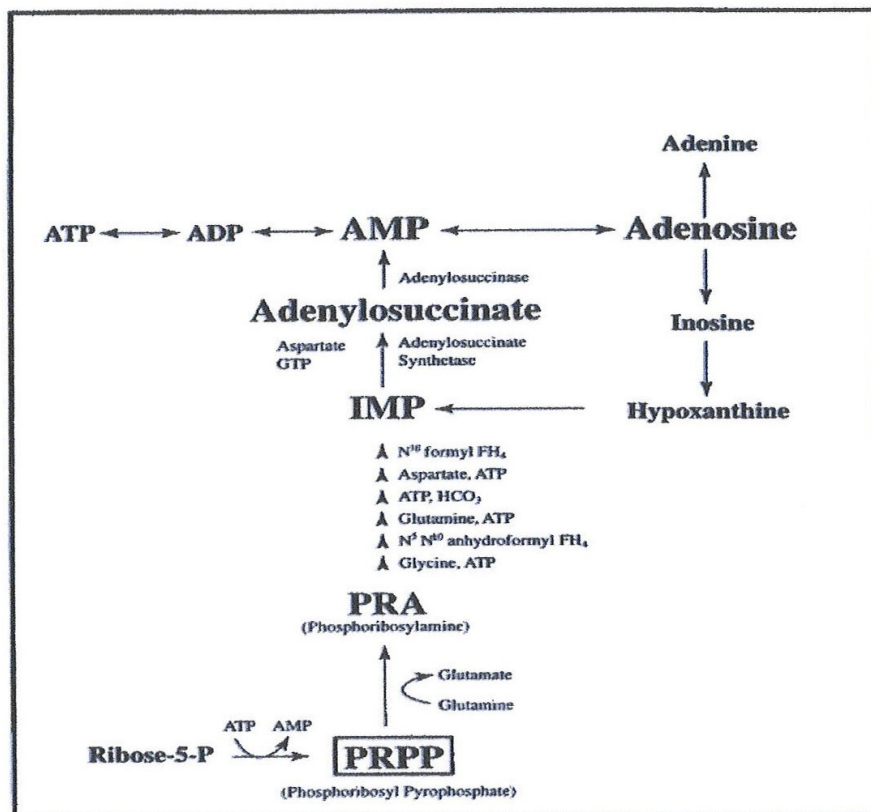 Adenine
ATP ADP AMP Adenosine
Adenylosuccinase
Adenylosuccinate
Inosine
Aspartate Adenylosuccinate
GTP Synthetase
IMP Hypoxanthine
N¹⁰ formyl FH₄
Aspartate, ATP
ATP, HCO₃
Glutamine, ATP
N⁵ N¹⁰ anhydroformyl FH₄
Glycine, ATP
PRA
(Phosphoribosylamine)
Glutamate
Glutamine
ATP AMP
Ribose-5-P PRPP
(Phosphoribosyl Pyrophosphate)